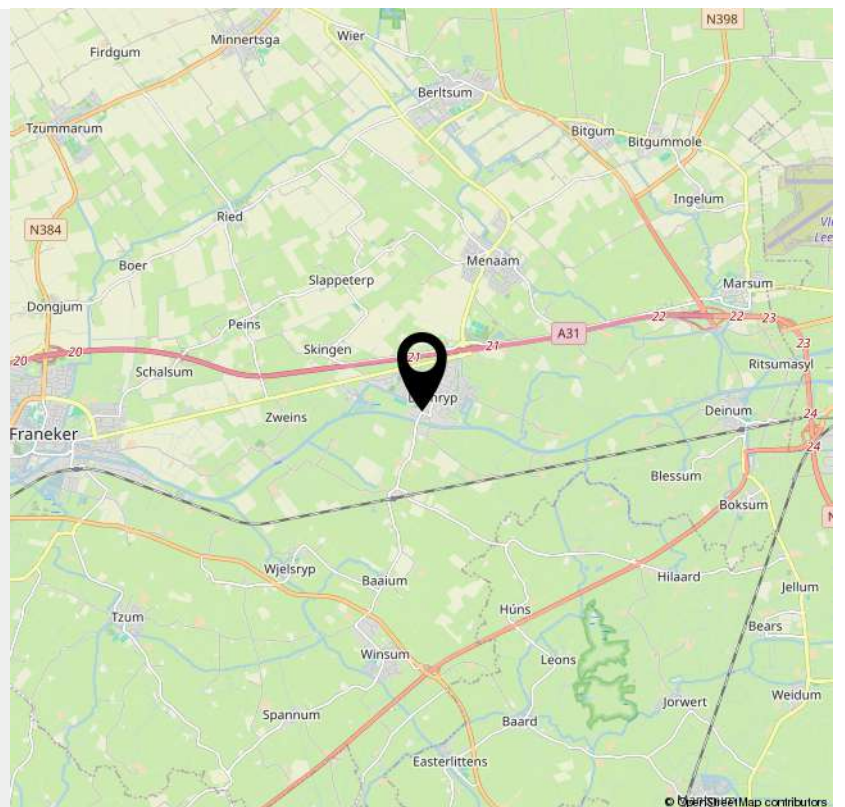 N398
Wier
Minnertsga
Firdgum
Berltsum
Tzummarum
Bitgum
Bitgummole
Ingelum
Ried
N384
Menaam
Boer
Slappeterp
Marsum
Dongjum
Peins
A31
22
22
23
20
20
Skingen
21
21
23
Schalsum
Ritsumasyl
Franeker
Zweins
Deinum
24
24
Blessum
Boksum
Wjelsryp
Baaium
Hilaard
Jellum
Tzum
Húns
Bears
Winsum
Leons
Weidum
Spannum
Baard
Jorwert
Easterlittens
© OpenStreetMap contributors